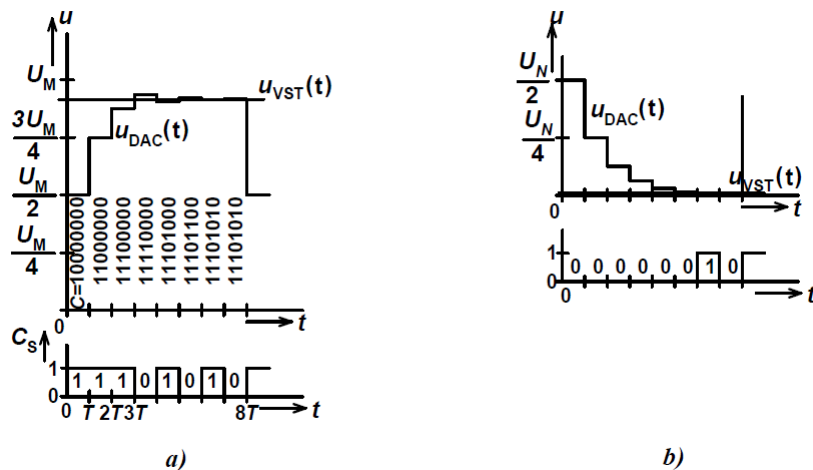 u
U_M
u_VST(t)
3U_M
4
u_DAC(t)
U_M
2
U_M
4
C=10000000
11000000
11100000
11110000
11101000
11101100
11101010
11101010
0
t
C_S
1
1 1 1 0 1 0 1 0
0
0 T 2T 3T 8T t
a)
u
U_N
2
u_DAC(t)
U_N
4
u_VST(t)
0
t
1
0 0 0 0 0 0 1 0
0
0
t
b)